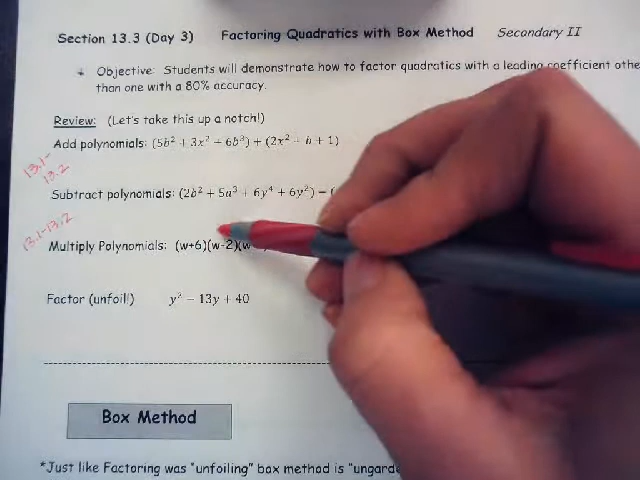 Section 13.3 (Day 3) Factoring Quadratics with Box Method Secondary II
Objective: Students will demonstrate how to factor quadratics with a leading coefficient othe
than one with a 80% accuracy.
Review: (Let's take this up a notch!)
Add polynomials: (5b² + 3x² + 6b³) + (2x² − b + 1)
13.1-
13.2
Subtract polynomials: (2b² + 5a³ + 6y⁴ + 6y²) − (
13.1-13.2
Multiply Polynomials: (w+6)(w-2)(w
Factor (unfoil!) y² − 13y + 40
Box Method
*Just like Factoring was "unfoiling" box method is "ungard